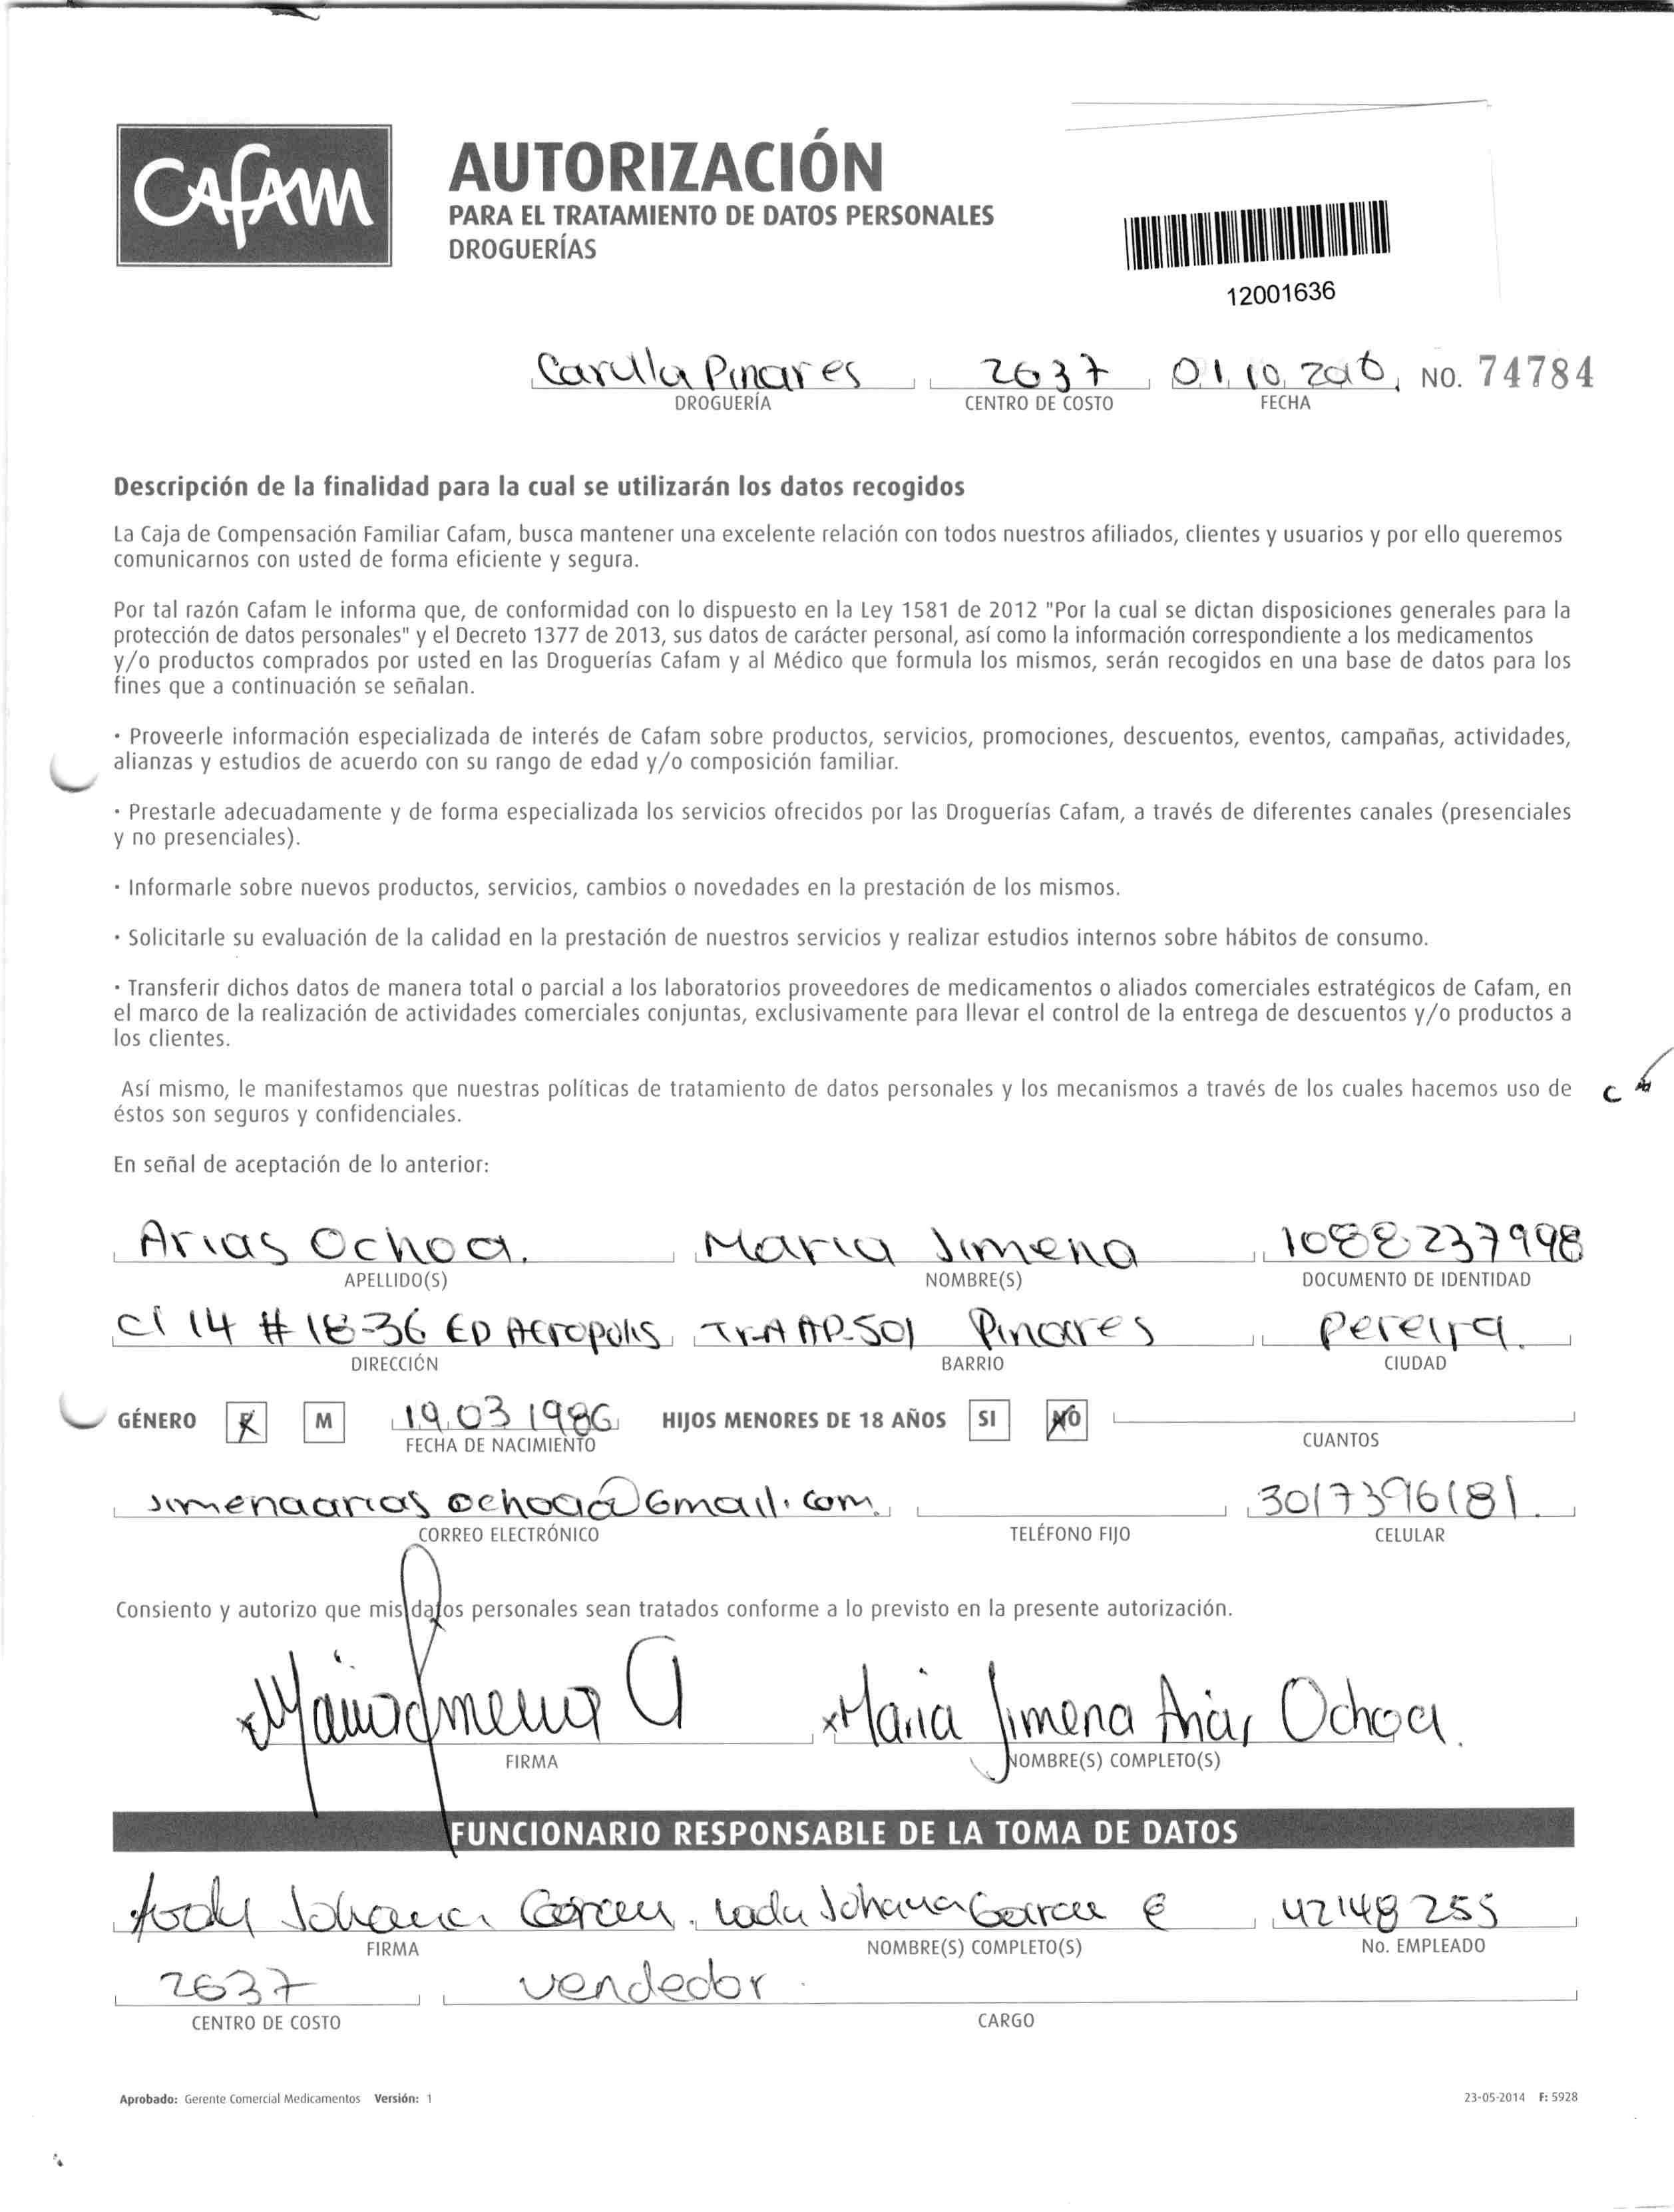 CAFAM
AUTORIZACIÓN
PARA EL TRATAMIENTO DE DATOS PERSONALES
DROGUERÍAS
12001636
Carulla Pinares 2637 01 10 2016 NO. 74784
DROGUERÍA CENTRO DE COSTO FECHA
Descripción de la finalidad para la cual se utilizarán los datos recogidos
La Caja de Compensación Familiar Cafam, busca mantener una excelente relación con todos nuestros afiliados, clientes y usuarios y por ello queremos
comunicarnos con usted de forma eficiente y segura.
Por tal razón Cafam le informa que, de conformidad con lo dispuesto en la Ley 1581 de 2012 "Por la cual se dictan disposiciones generales para la
protección de datos personales" y el Decreto 1377 de 2013, sus datos de carácter personal, así como la información correspondiente a los medicamentos
y/o productos comprados por usted en las Droguerías Cafam y al Médico que formula los mismos, serán recogidos en una base de datos para los
fines que a continuación se señalan.
· Proveerle información especializada de interés de Cafam sobre productos, servicios, promociones, descuentos, eventos, campañas, actividades,
alianzas y estudios de acuerdo con su rango de edad y/o composición familiar.
· Prestarle adecuadamente y de forma especializada los servicios ofrecidos por las Droguerías Cafam, a través de diferentes canales (presenciales
y no presenciales).
· Informarle sobre nuevos productos, servicios, cambios o novedades en la prestación de los mismos.
· Solicitarle su evaluación de la calidad en la prestación de nuestros servicios y realizar estudios internos sobre hábitos de consumo.
· Transferir dichos datos de manera total o parcial a los laboratorios proveedores de medicamentos o aliados comerciales estratégicos de Cafam, en
el marco de la realización de actividades comerciales conjuntas, exclusivamente para llevar el control de la entrega de descuentos y/o productos a
los clientes.
Así mismo, le manifestamos que nuestras políticas de tratamiento de datos personales y los mecanismos a través de los cuales hacemos uso de
éstos son seguros y confidenciales.
En señal de aceptación de lo anterior:
Arias Ochoa. Maria Jimena 1088237998
APELLIDO(S) NOMBRE(S) DOCUMENTO DE IDENTIDAD
Cl 14 # 18-36 ED Acropolis Tr-A AP-501 Pinares Pereira.
DIRECCIÓN BARRIO CIUDAD
GÉNERO F M 19 03 1986 HIJOS MENORES DE 18 AÑOS SI NO
FECHA DE NACIMIENTO CUANTOS
jimenaarias ochoa@Gmail.com. 3017396181.
CORREO ELECTRÓNICO TELÉFONO FIJO CELULAR
Consiento y autorizo que mis datos personales sean tratados conforme a lo previsto en la presente autorización.
x Maria Jimena A x Maria Jimena Arias Ochoa.
FIRMA NOMBRE(S) COMPLETO(S)
FUNCIONARIO RESPONSABLE DE LA TOMA DE DATOS
Johana Garcia Johana Garcia E 42148255
FIRMA NOMBRE(S) COMPLETO(S) No. EMPLEADO
2637 vendedor
CENTRO DE COSTO CARGO
Aprobado: Gerente Comercial Medicamentos Versión: 1 23-05-2014 F: 5928